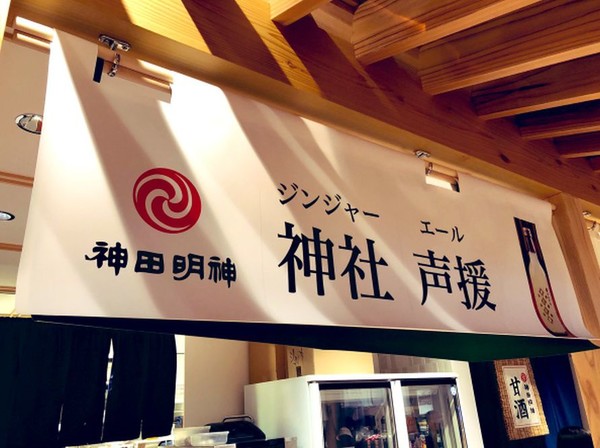 神田明神
ジンジャー エール
神社 声援
甘酒